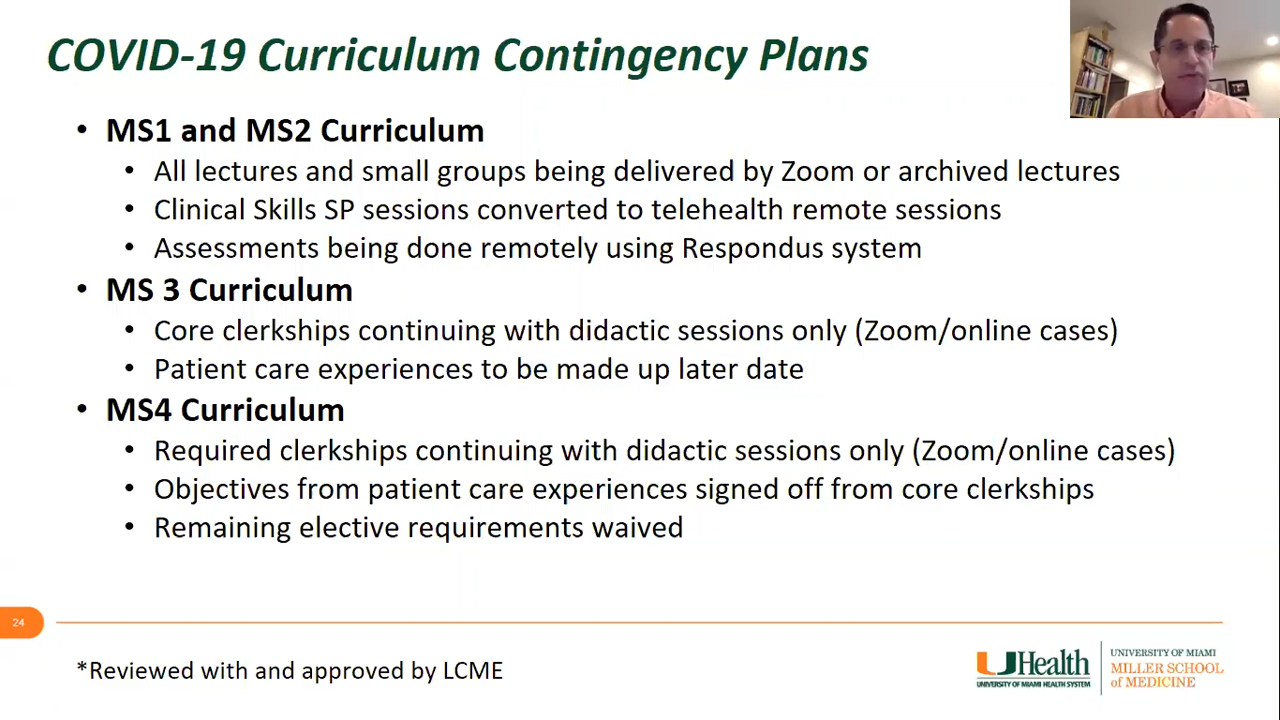 COVID-19 Curriculum Contingency Plans
• MS1 and MS2 Curriculum
• All lectures and small groups being delivered by Zoom or archived lectures
• Clinical Skills SP sessions converted to telehealth remote sessions
• Assessments being done remotely using Respondus system
• MS 3 Curriculum
• Core clerkships continuing with didactic sessions only (Zoom/online cases)
• Patient care experiences to be made up later date
• MS4 Curriculum
• Required clerkships continuing with didactic sessions only (Zoom/online cases)
• Objectives from patient care experiences signed off from core clerkships
• Remaining elective requirements waived
24
*Reviewed with and approved by LCME
UHealth
UNIVERSITY OF MIAMI HEALTH SYSTEM
UNIVERSITY OF MIAMI
MILLER SCHOOL
of MEDICINE